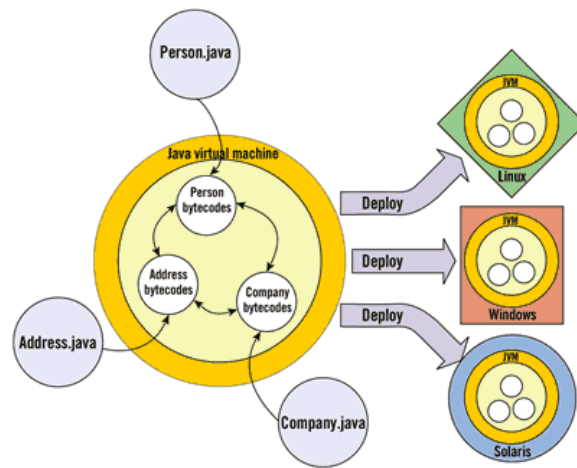 Person.java
Java virtual machine
Person
bytecodes
Address
bytecodes
Company
bytecodes
Address.java
Company.java
Deploy
Deploy
Deploy
JVM
Linux
JVM
Windows
JVM
Solaris